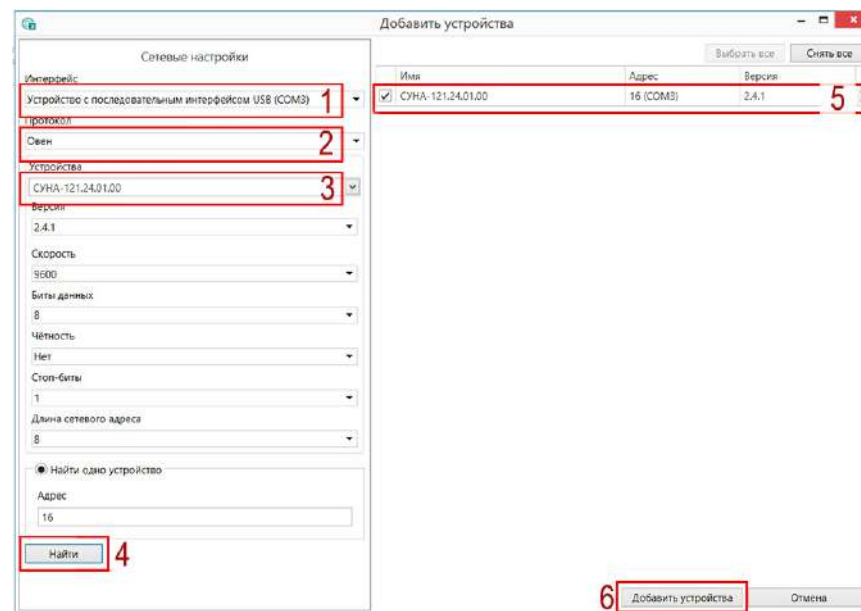 Добавить устройства
Сетевые настройки
Интерфейс
Устройство с последовательным интерфейсом USB (COM3)
1
Протокол
Овен
2
Устройства
СУНА-121.24.01.00
3
Версия
2.4.1
Скорость
9600
Биты данных
8
Чётность
Нет
Стоп-биты
1
Длина сетевого адреса
8
Найти одно устройство
Адрес
16
Найти
4
Выбрать все Снять все
Имя Адрес Версия
СУНА-121.24.01.00 16 (COM3) 2.4.1
5
6
Добавить устройства Отмена